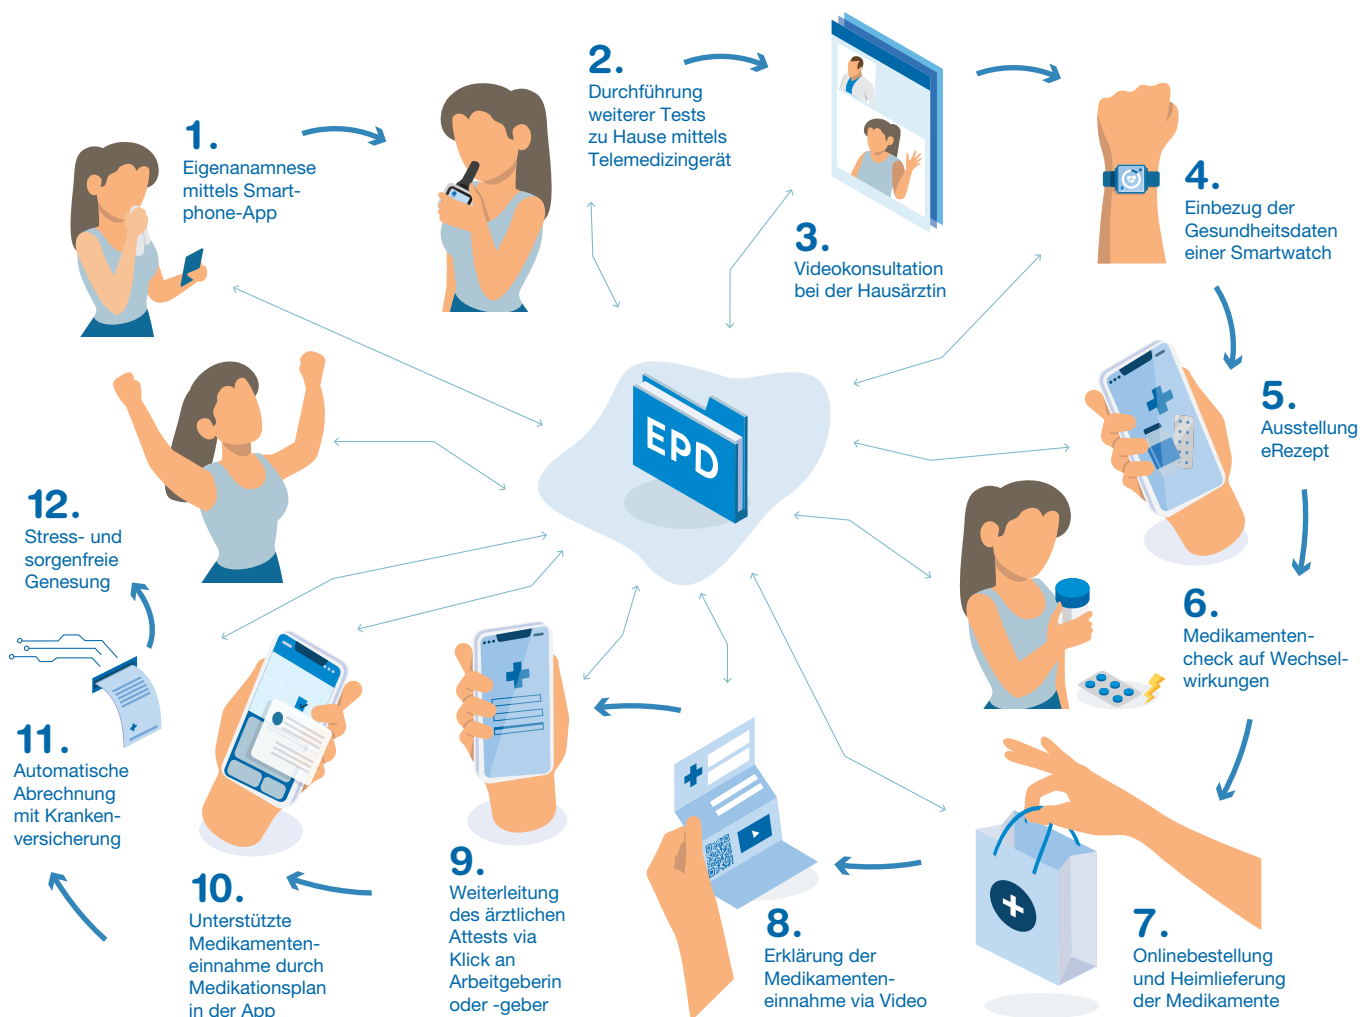 1.
Eigenanamnese
mittels Smart-
phone-App
2.
Durchführung
weiterer Tests
zu Hause mittels
Telemedizingerät
3.
Videokonsultation
bei der Hausärztin
4.
Einbezug der
Gesundheitsdaten
einer Smartwatch
5.
Ausstellung
eRezept
6.
Medikamenten-
check auf Wechsel-
wirkungen
7.
Onlinebestellung
und Heimlieferung
der Medikamente
8.
Erklärung der
Medikamenten-
einnahme via Video
9.
Weiterleitung
des ärztlichen
Attests via
Klick an
Arbeitgeberin
oder -geber
10.
Unterstützte
Medikamenten-
einnahme durch
Medikationsplan
in der App
11.
Automatische
Abrechnung
mit Kranken-
versicherung
12.
Stress- und
sorgenfreie
Genesung
EPD